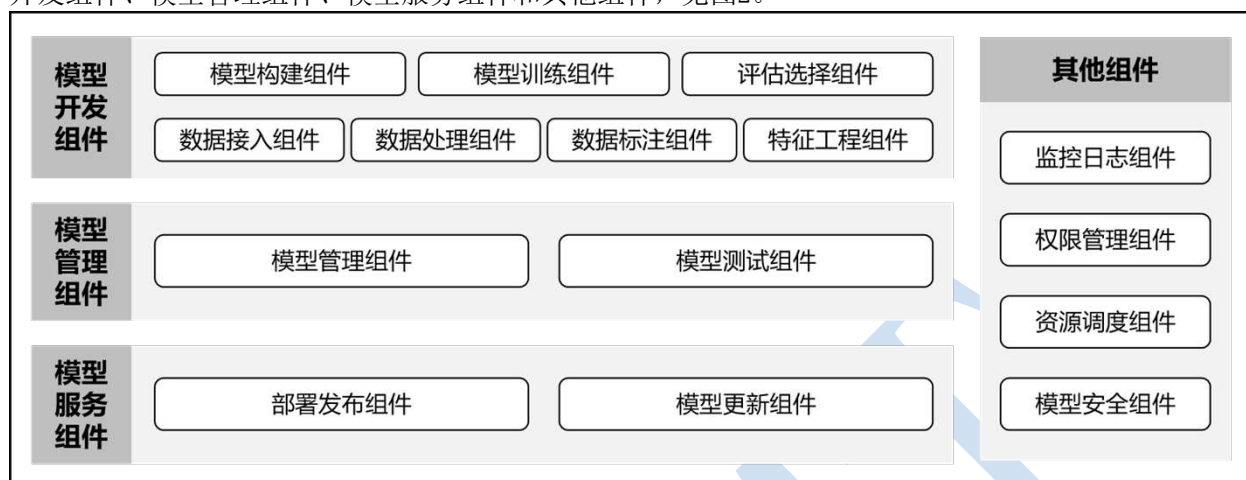 开发组件、模型管理组件、模型服务组件和其他组件，见图2。
模型
开发
组件
模型构建组件 模型训练组件 评估选择组件
数据接入组件 数据处理组件 数据标注组件 特征工程组件
模型
管理
组件
模型管理组件 模型测试组件
模型
服务
组件
部署发布组件 模型更新组件
其他组件
监控日志组件
权限管理组件
资源调度组件
模型安全组件